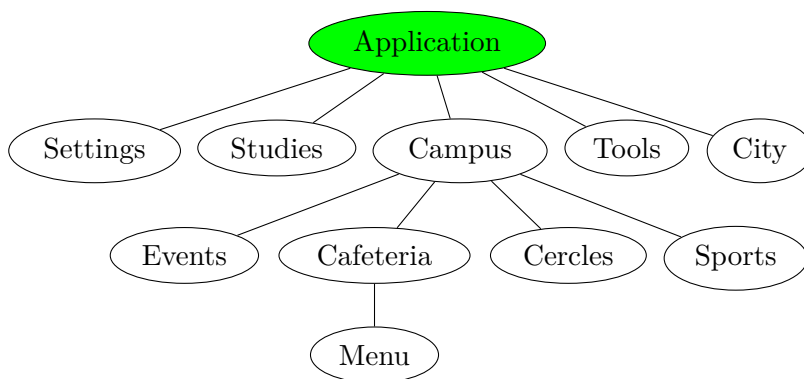 Application
Settings Studies Campus Tools City
Events Cafeteria Cercles Sports
Menu